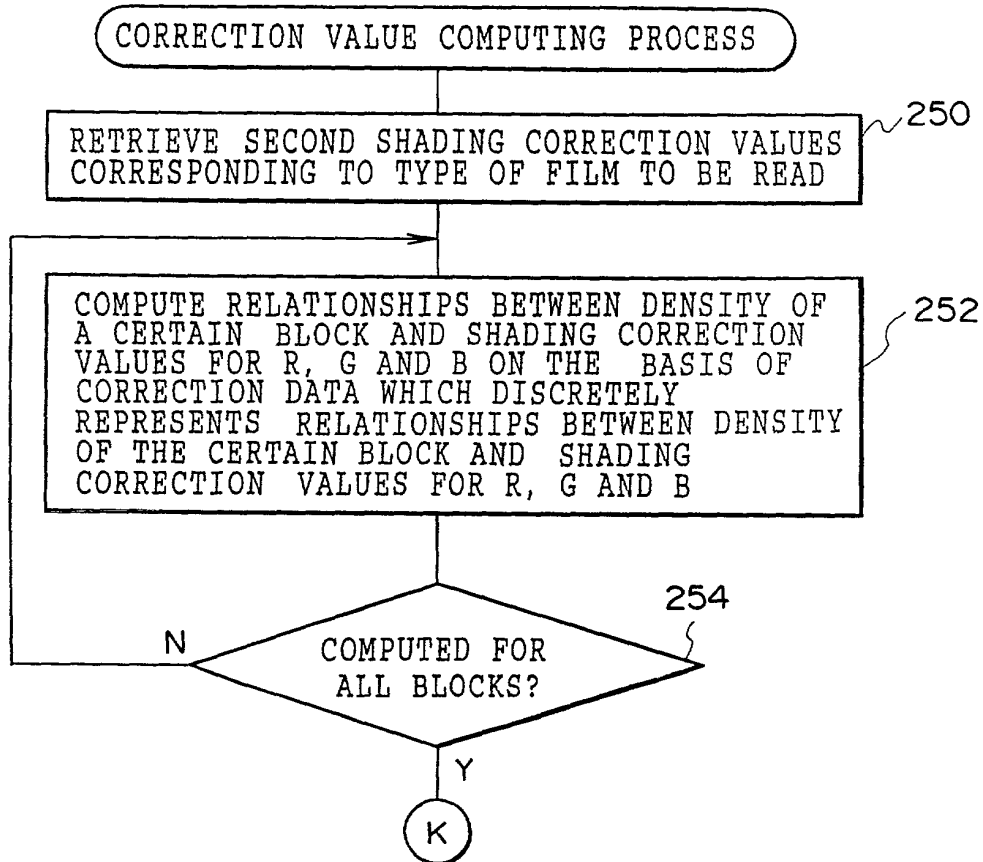 CORRECTION VALUE COMPUTING PROCESS
250
RETRIEVE SECOND SHADING CORRECTION VALUES
CORRESPONDING TO TYPE OF FILM TO BE READ
252
COMPUTE RELATIONSHIPS BETWEEN DENSITY OF
A CERTAIN BLOCK AND SHADING CORRECTION
VALUES FOR R, G AND B ON THE BASIS OF
CORRECTION DATA WHICH DISCRETELY
REPRESENTS RELATIONSHIPS BETWEEN DENSITY
OF THE CERTAIN BLOCK AND SHADING
CORRECTION VALUES FOR R, G AND B
254
N
COMPUTED FOR
ALL BLOCKS?
Y
K